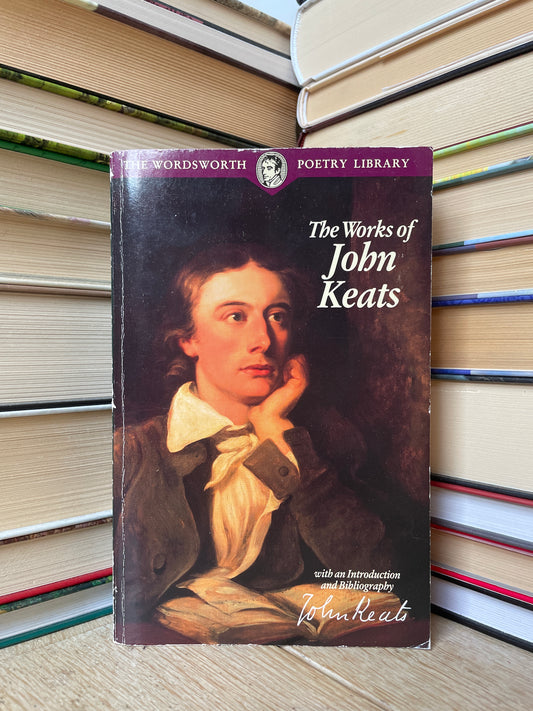 THE WORDSWORTH POETRY LIBRARY
The Works of
John
Keats
with an Introduction
and Bibliography
John Keats